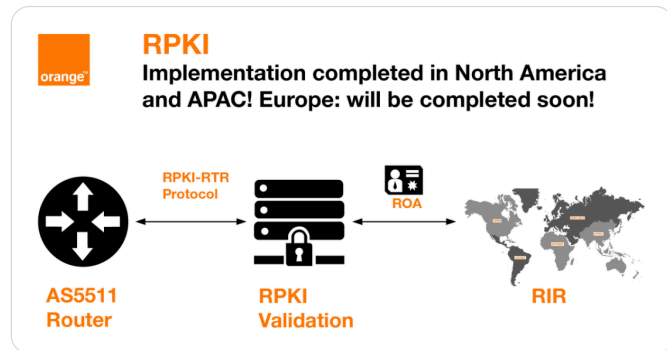 orange™
RPKI
Implementation completed in North America
and APAC! Europe: will be completed soon!
RPKI-RTR
Protocol
ROA
AS5511
Router
RPKI
Validation
RIR